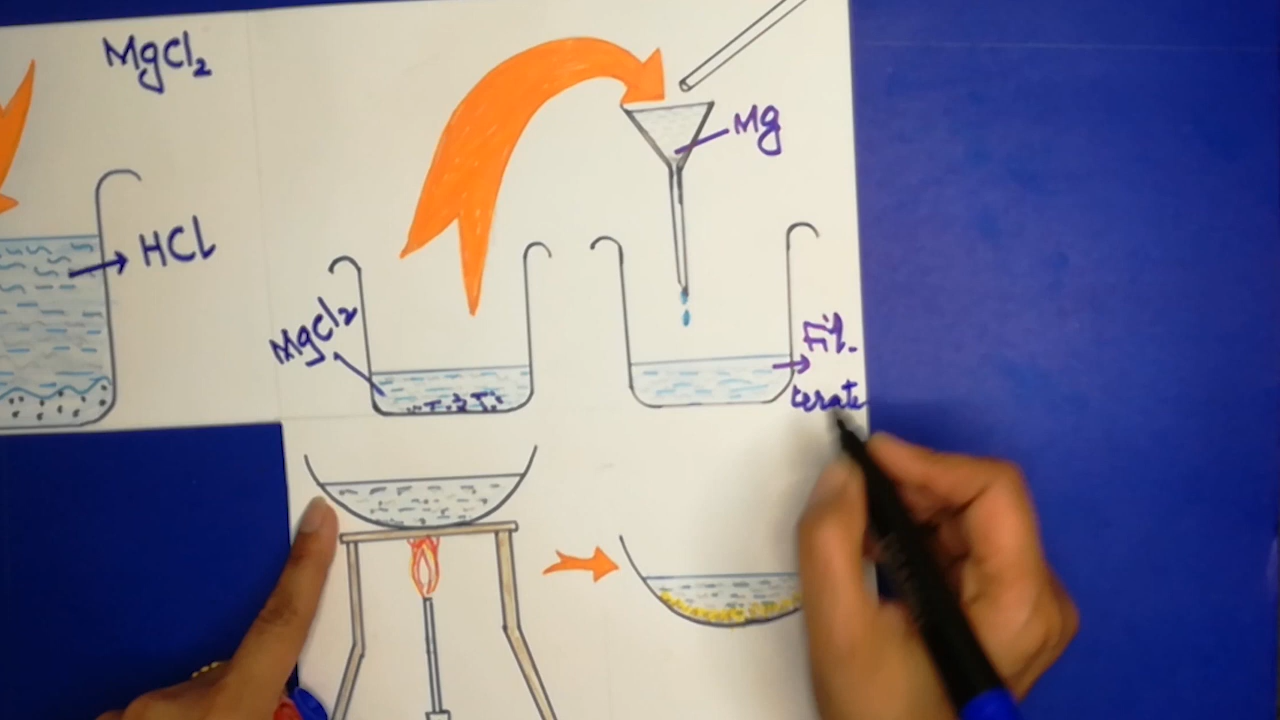 MgCl₂
HCl
Mg
MgCl₂
Fil.
terate